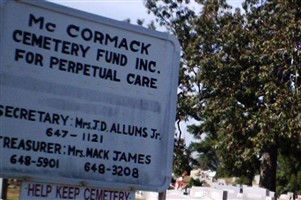 Mc CORMACK
CEMETERY FUND INC.
FOR PERPETUAL CARE
SECRETARY: MRS. J.D. ALLUMS JR.
647-1121
TREASURER: MRS. MACK JAMES
648-5901 648-3208
HELP KEEP CEMETERY